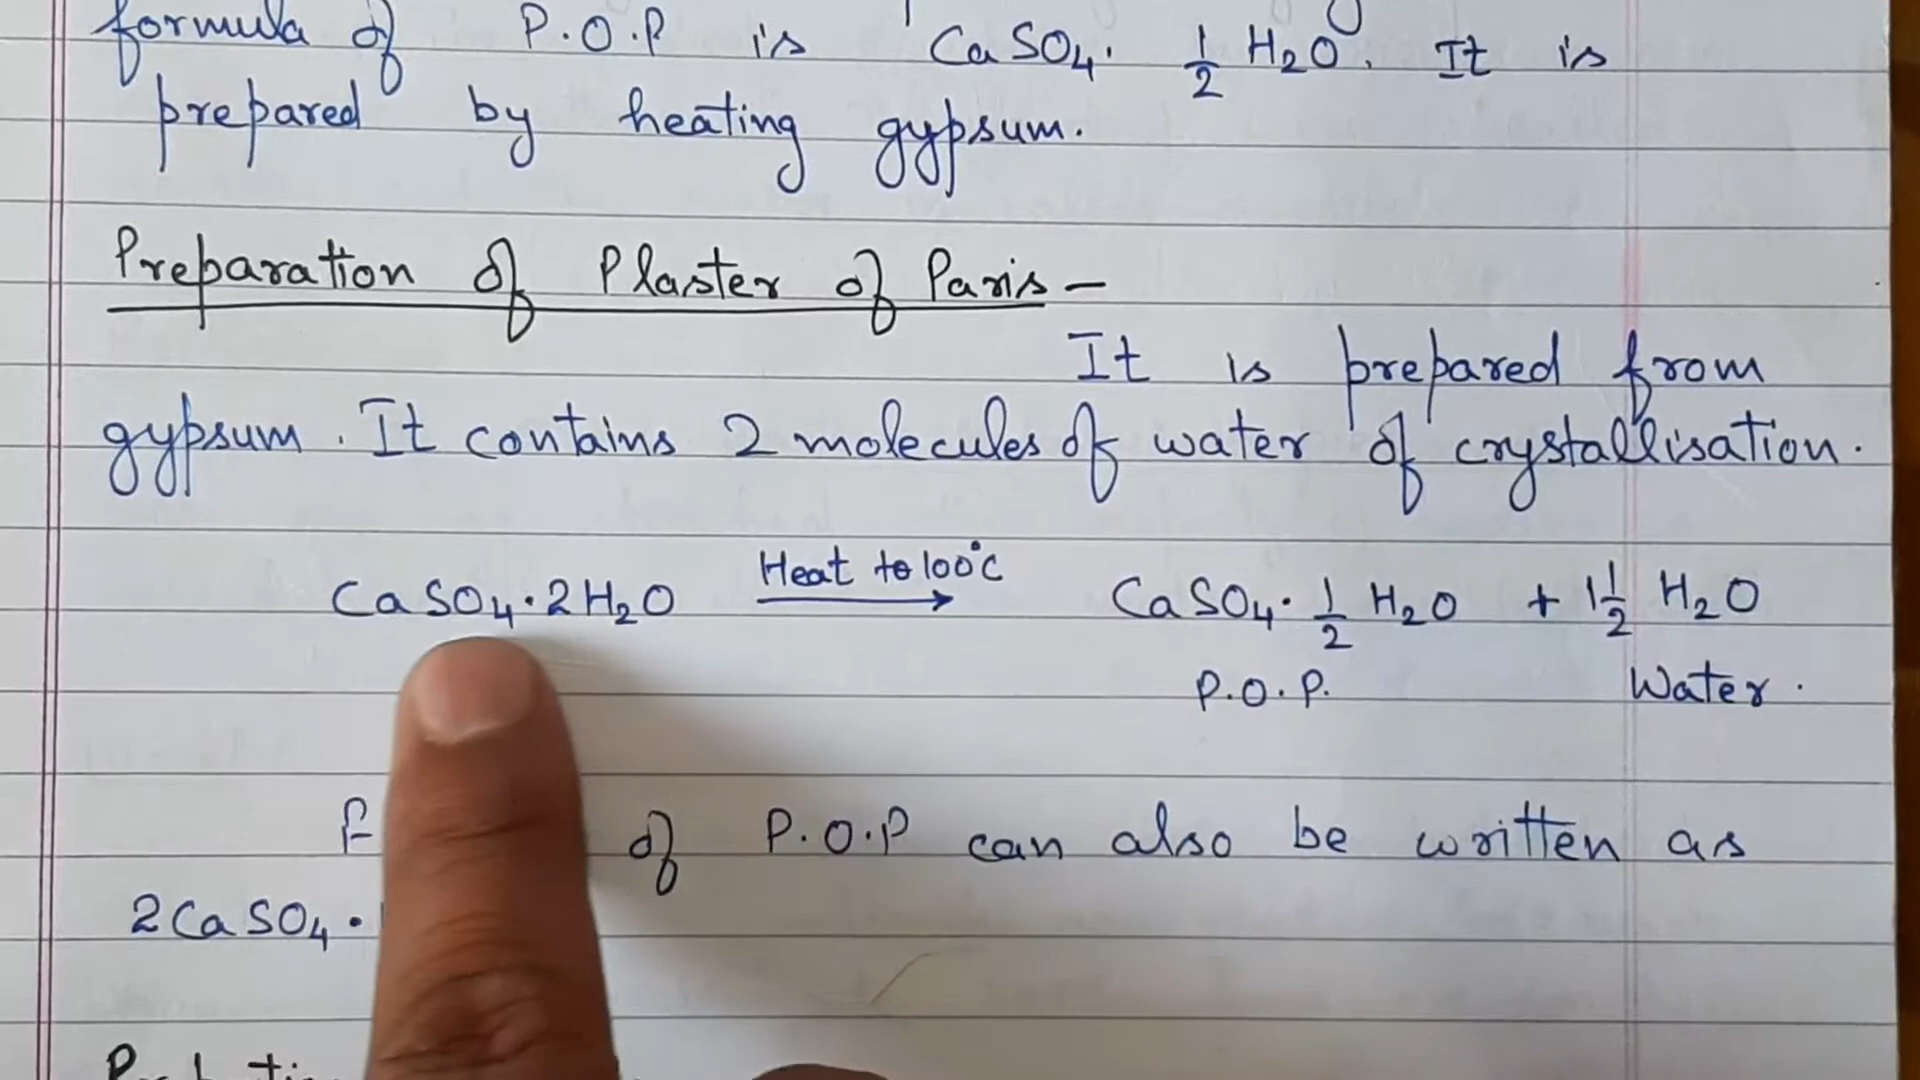 formula of P.O.P is CaSO4. 1/2 H2O. It is
prepared by heating gypsum.
Preparation of Plaster of Paris -
It is prepared from
gypsum. It contains 2 molecules of water of crystallisation.
CaSO4·2H2O Heat to 100°C → CaSO4· 1/2 H2O + 1 1/2 H2O
P.O.P. Water.
of P.O.P can also be written as
2CaSO4·